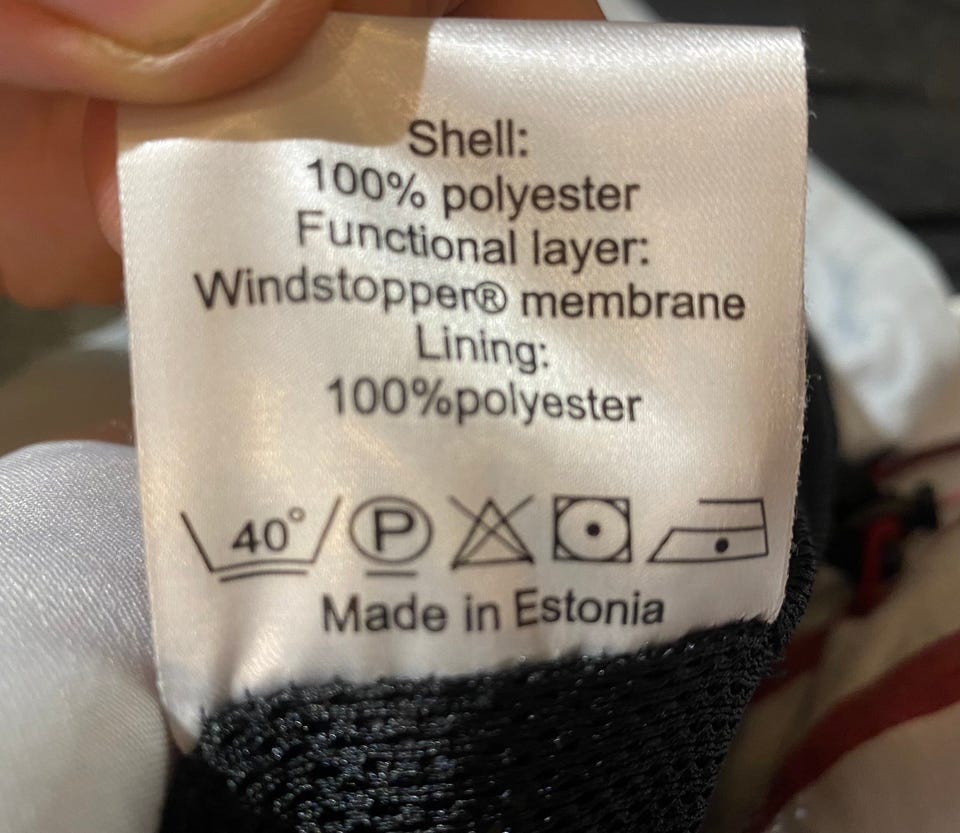 Shell:
100% polyester
Functional layer:
Windstopper® membrane
Lining:
100%polyester
40° P
Made in Estonia